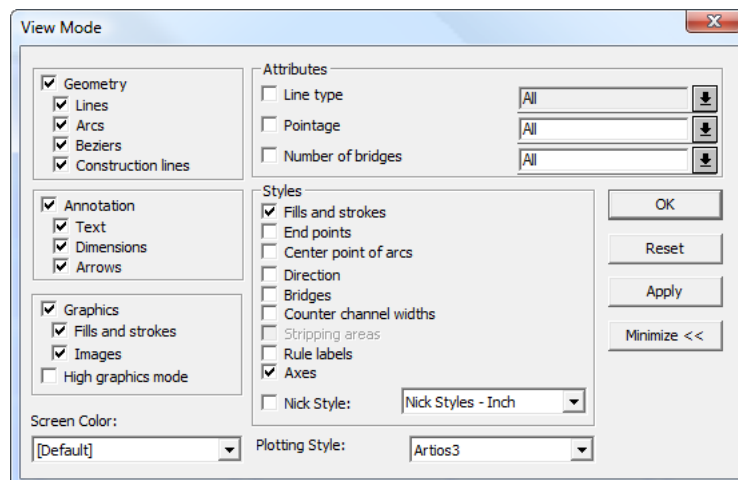 View Mode
Geometry
Lines
Arcs
Beziers
Construction lines
Annotation
Text
Dimensions
Arrows
Graphics
Fills and strokes
Images
High graphics mode
Screen Color:
[Default]
Attributes
Line type All
Pointage All
Number of bridges All
Styles
Fills and strokes
End points
Center point of arcs
Direction
Bridges
Counter channel widths
Stripping areas
Rule labels
Axes
Nick Style: Nick Styles - Inch
Plotting Style: Artios3
OK
Reset
Apply
Minimize <<